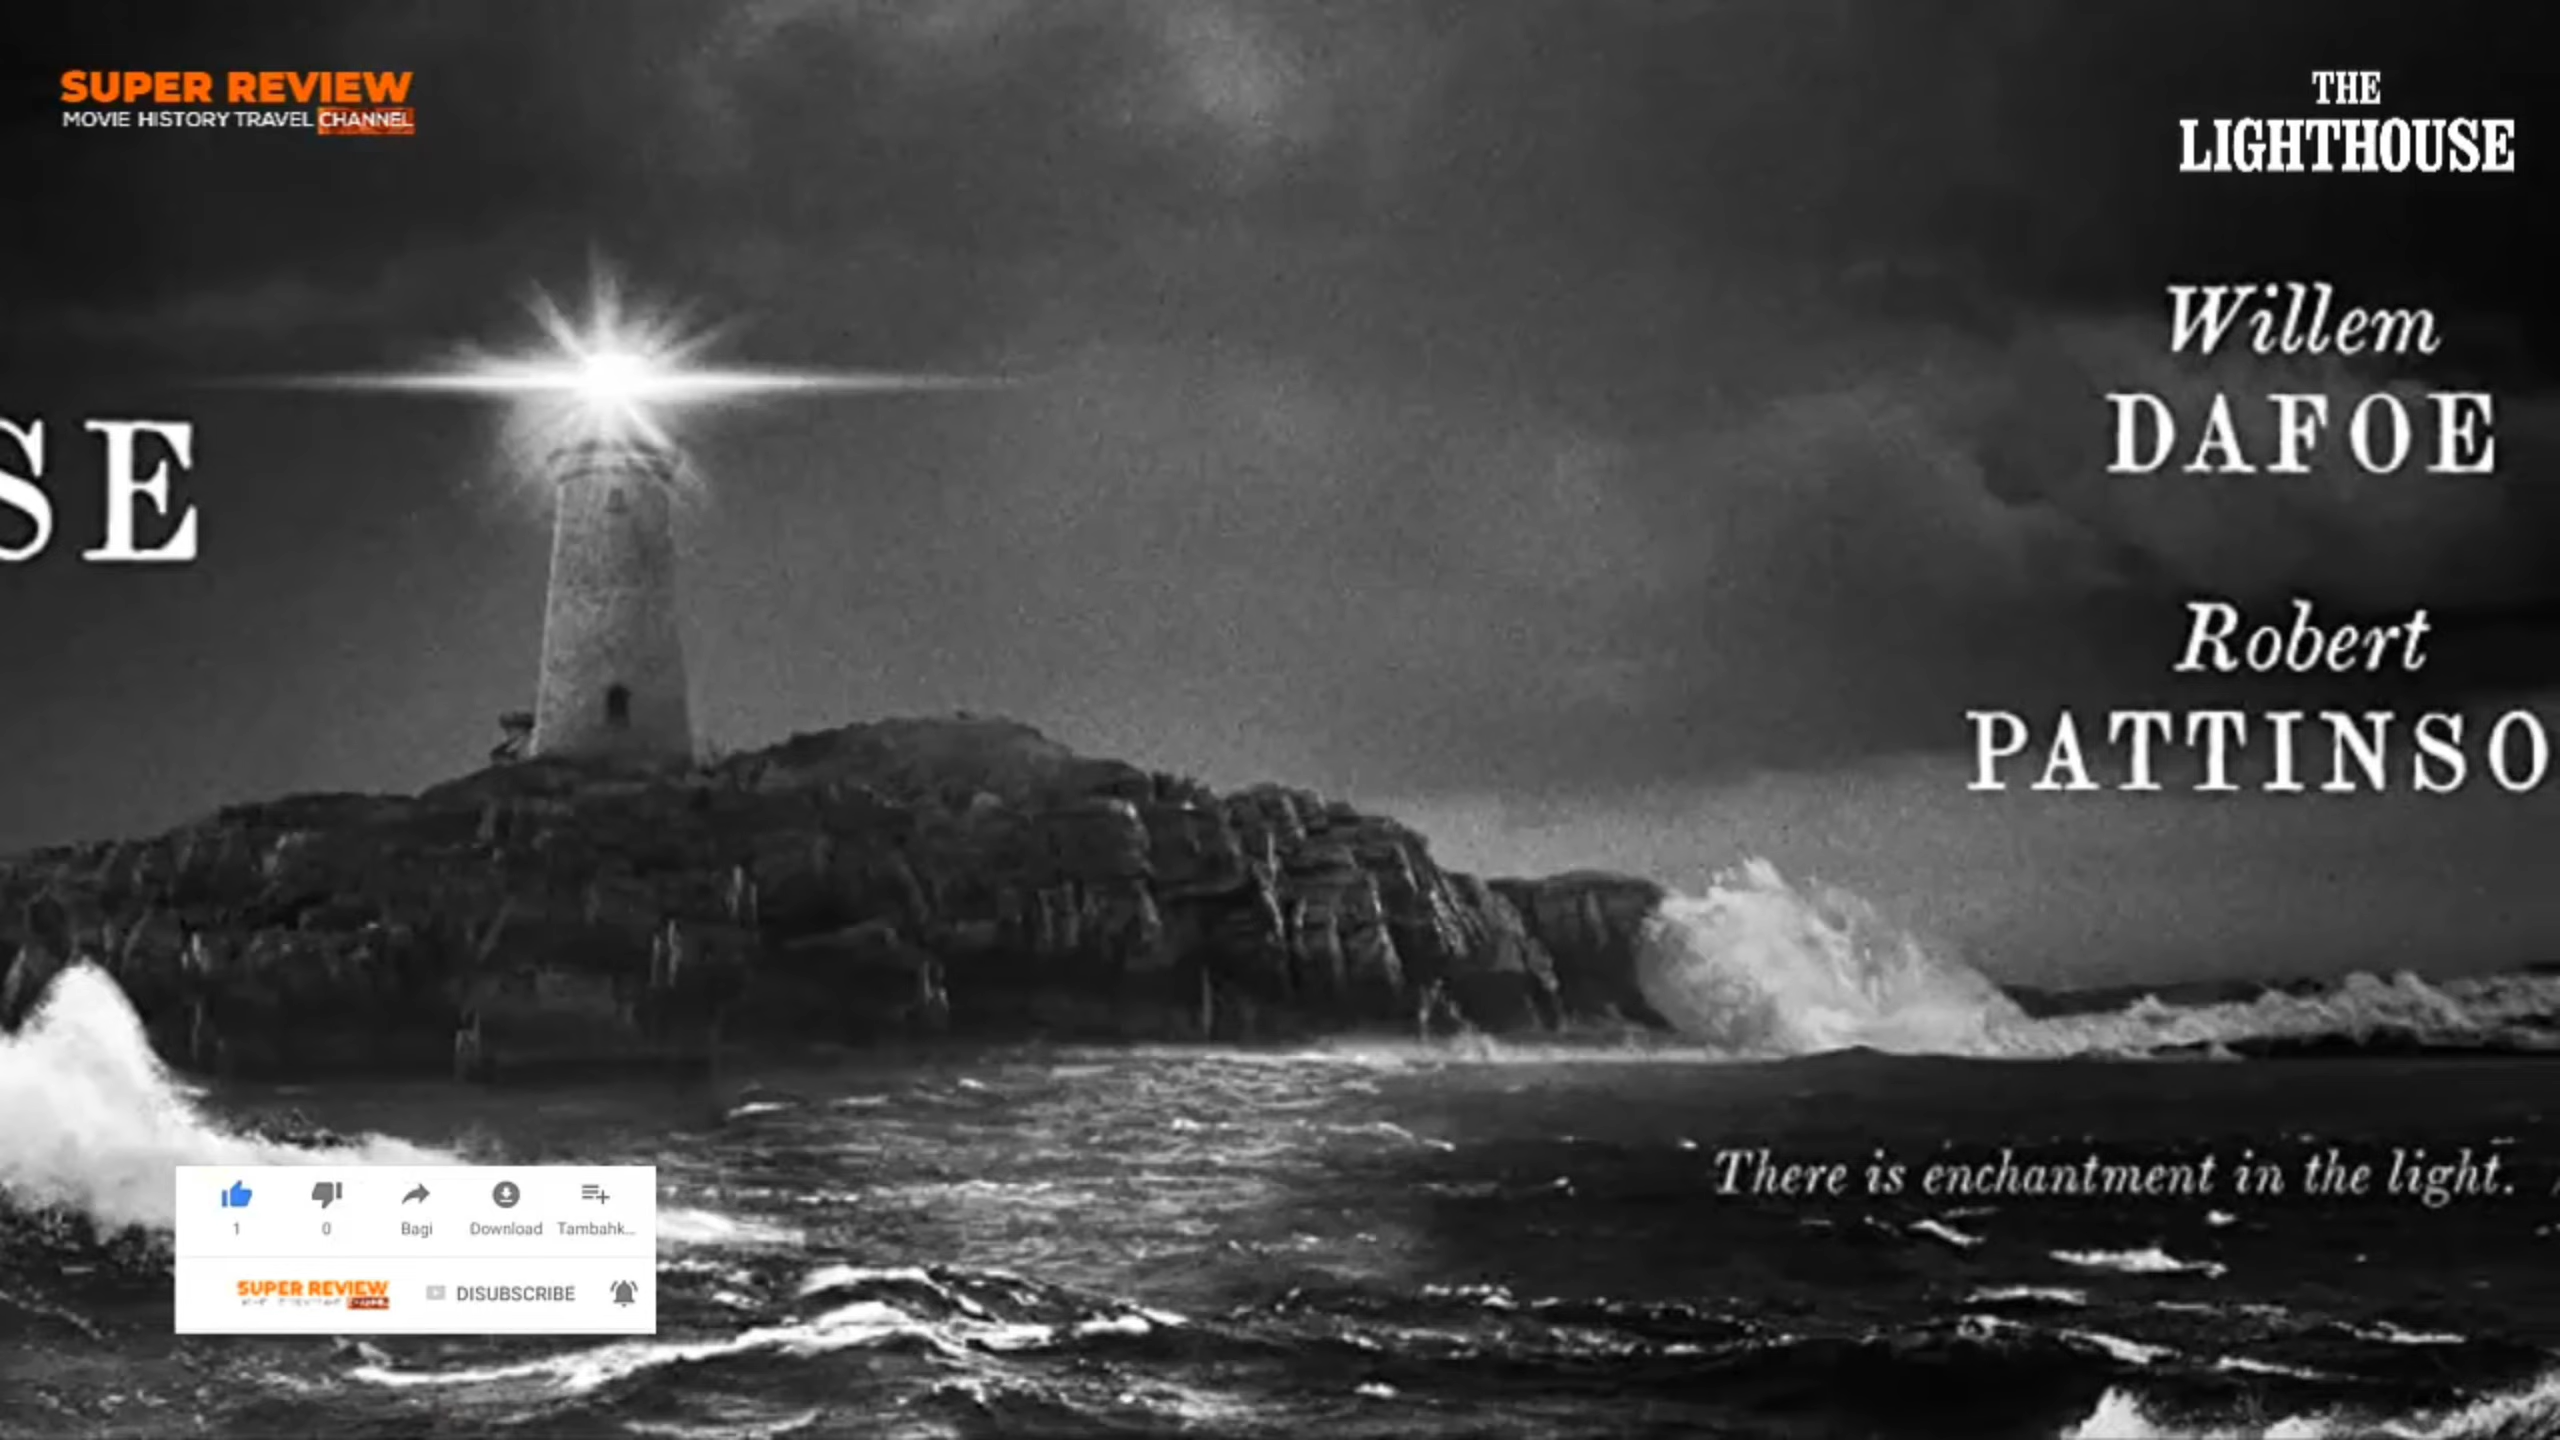 SUPER REVIEW
MOVIE HISTORY TRAVEL CHANNEL
THE
LIGHTHOUSE
Willem
DAFOE
SE
Robert
PATTINSO
There is enchantment in the light.
1 0 Bagi Download Tambahk...
SUPER REVIEW
CHANNEL
DISUBSCRIBE